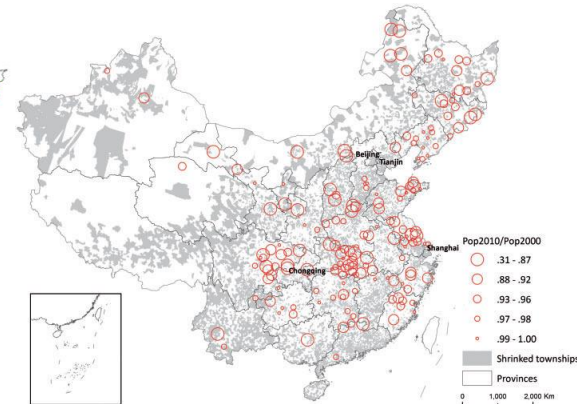 Beijing
Tianjin
Shanghai
Chongqing
Pop2010/Pop2000
.31 - .87
.88 - .92
.93 - .96
.97 - .98
.99 - 1.00
Shrinked townships
Provinces
0 1,000 2,000 Km